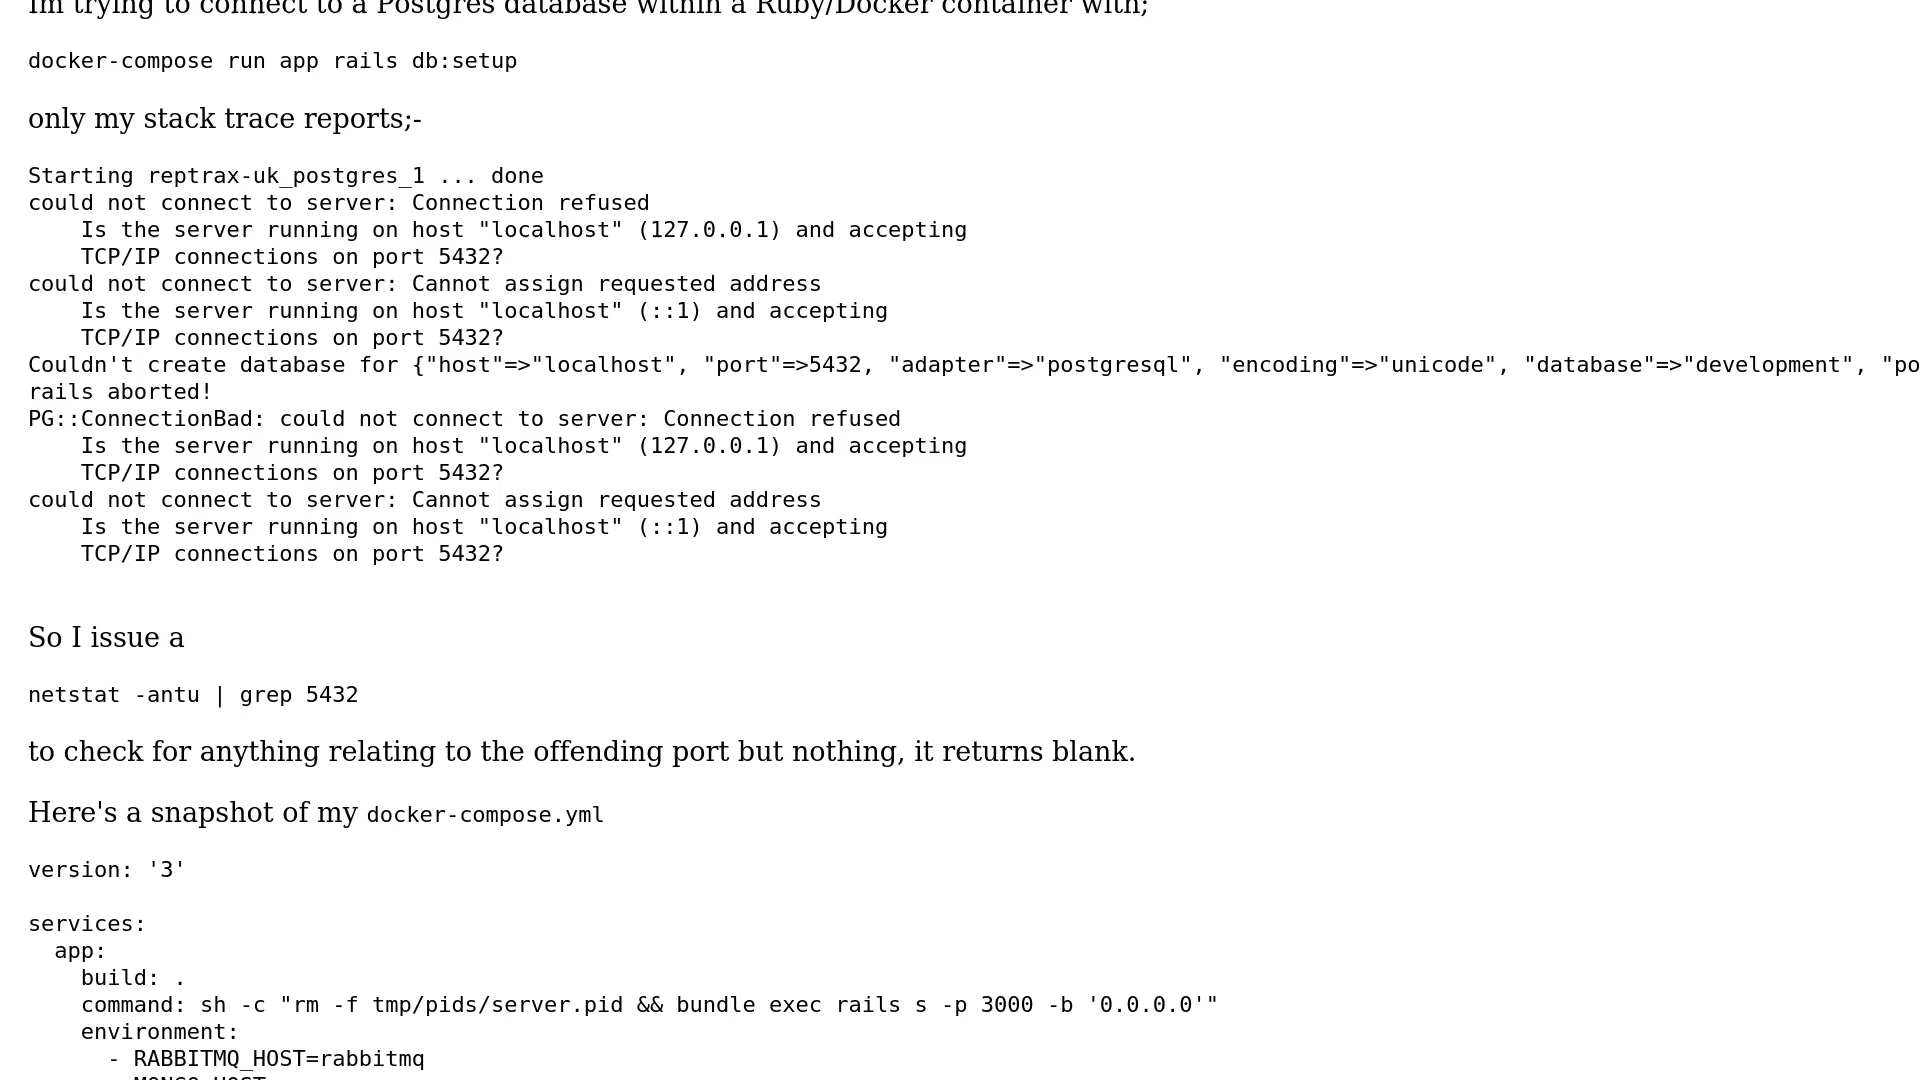 Im trying to connect to a Postgres database within a Ruby/Docker container with;
docker-compose run app rails db:setup
only my stack trace reports;-
Starting reptrax-uk_postgres_1 ... done
could not connect to server: Connection refused
    Is the server running on host "localhost" (127.0.0.1) and accepting
    TCP/IP connections on port 5432?
could not connect to server: Cannot assign requested address
    Is the server running on host "localhost" (::1) and accepting
    TCP/IP connections on port 5432?
Couldn't create database for {"host"=>"localhost", "port"=>5432, "adapter"=>"postgresql", "encoding"=>"unicode", "database"=>"development", "po
rails aborted!
PG::ConnectionBad: could not connect to server: Connection refused
    Is the server running on host "localhost" (127.0.0.1) and accepting
    TCP/IP connections on port 5432?
could not connect to server: Cannot assign requested address
    Is the server running on host "localhost" (::1) and accepting
    TCP/IP connections on port 5432?
So I issue a
netstat -antu | grep 5432
to check for anything relating to the offending port but nothing, it returns blank.
Here's a snapshot of my docker-compose.yml
version: '3'
services:
  app:
    build: .
    command: sh -c "rm -f tmp/pids/server.pid && bundle exec rails s -p 3000 -b '0.0.0.0'"
    environment:
      - RABBITMQ_HOST=rabbitmq